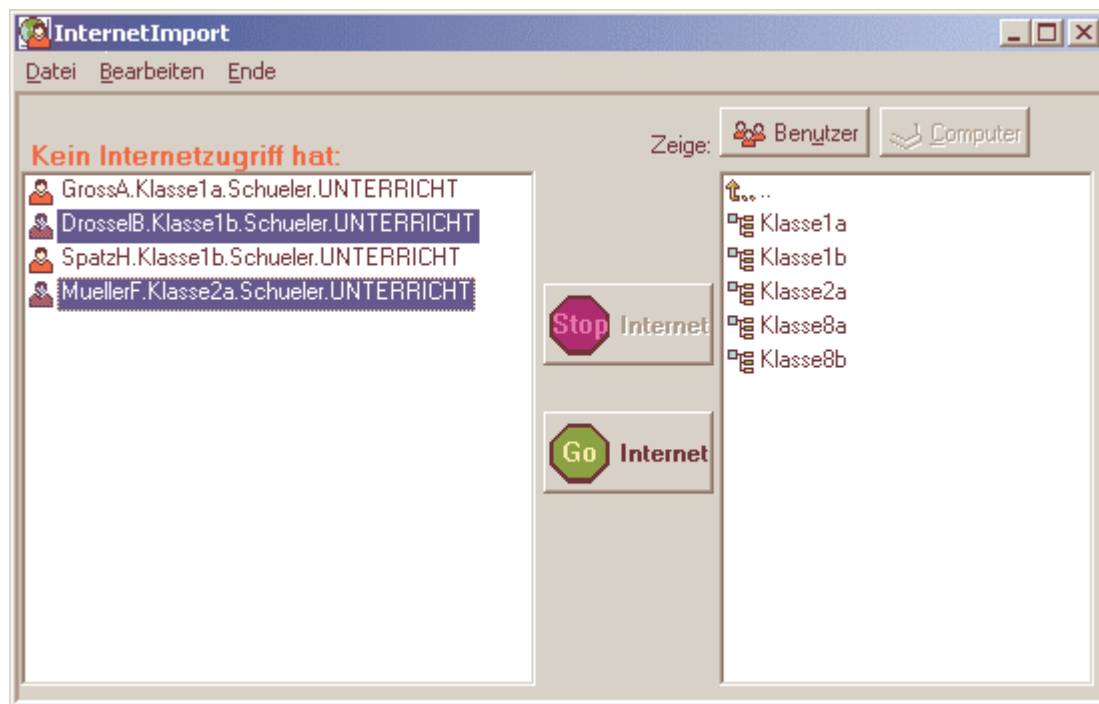 InternetImport
Datei Bearbeiten Ende
Kein Internetzugriff hat:
Zeige: Benutzer Computer
GrossA.Klasse1a.Schueler.UNTERRICHT
DrosselB.Klasse1b.Schueler.UNTERRICHT
SpatzH.Klasse1b.Schueler.UNTERRICHT
MuellerF.Klasse2a.Schueler.UNTERRICHT
Stop Internet
Go Internet
..
Klasse1a
Klasse1b
Klasse2a
Klasse8a
Klasse8b